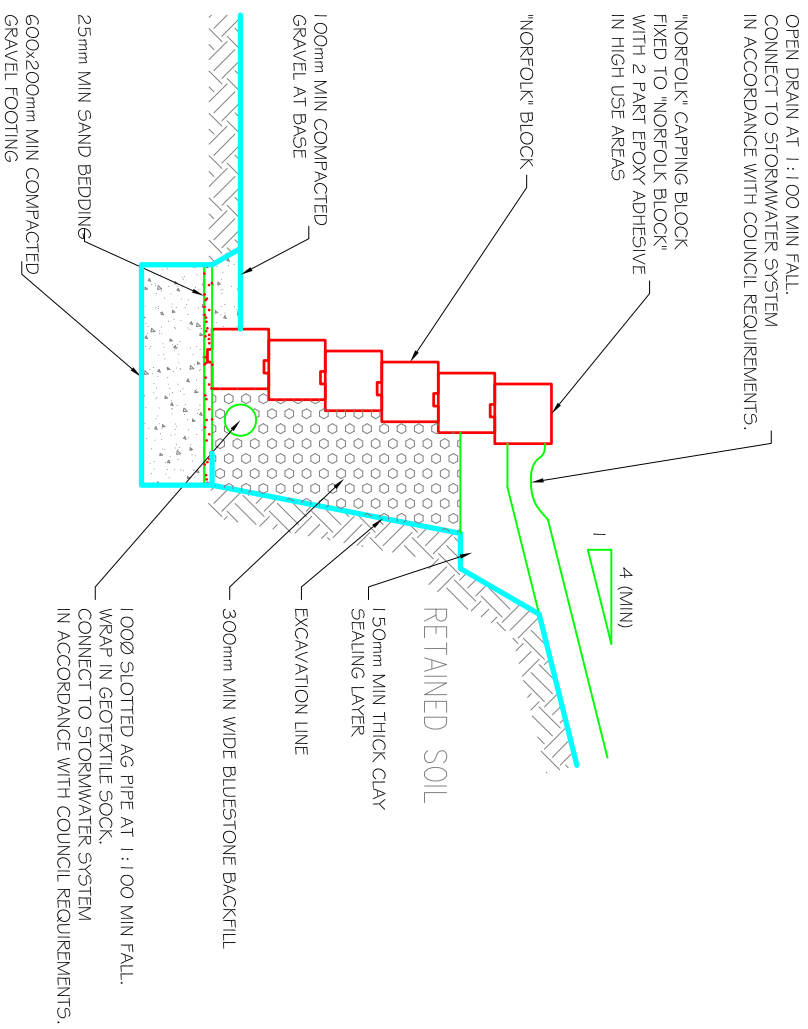 OPEN DRAIN AT 1:100 MIN FALL.
CONNECT TO STORMWATER SYSTEM
IN ACCORDANCE WITH COUNCIL REQUIREMENTS.
"NORFOLK" CAPPING BLOCK
FIXED TO "NORFOLK BLOCK"
WITH 2 PART EPOXY ADHESIVE
IN HIGH USE AREAS
"NORFOLK" BLOCK
100mm MIN COMPACTED
GRAVEL AT BASE
25mm MIN SAND BEDDING
600x200mm MIN COMPACTED
GRAVEL FOOTING
1
4 (MIN)
RETAINED SOIL
150mm MIN THICK CLAY
SEALING LAYER
EXCAVATION LINE
300mm MIN WIDE BLUESTONE BACKFILL
100Ø SLOTTED AG PIPE AT 1:100 MIN FALL.
WRAP IN GEOTEXTILE SOCK.
CONNECT TO STORMWATER SYSTEM
IN ACCORDANCE WITH COUNCIL REQUIREMENTS.